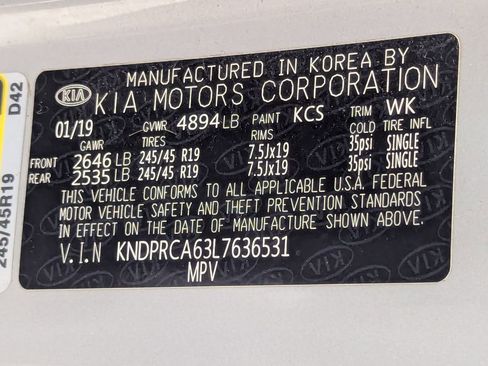 MANUFACTURED IN KOREA BY
KIA KIA MOTORS CORPORATION
01/19 GVWR 4894LB PAINT KCS TRIM WK
GAWR TIRES RIMS COLD TIRE INFL
FRONT 2646 LB 245/45 R19 7.5Jx19 35psi SINGLE
REAR 2535 LB 245/45 R19 7.5Jx19 35psi SINGLE
THIS VEHICLE CONFORMS TO ALL APPLICABLE U.S.A. FEDERAL
MOTOR VEHICLE SAFETY AND THEFT PREVENTION STANDARDS
IN EFFECT ON THE DATE OF MANUFACTURE SHOWN ABOVE.
V.I.N KNDPRCA63L7636531
MPV
245/45R19 D42